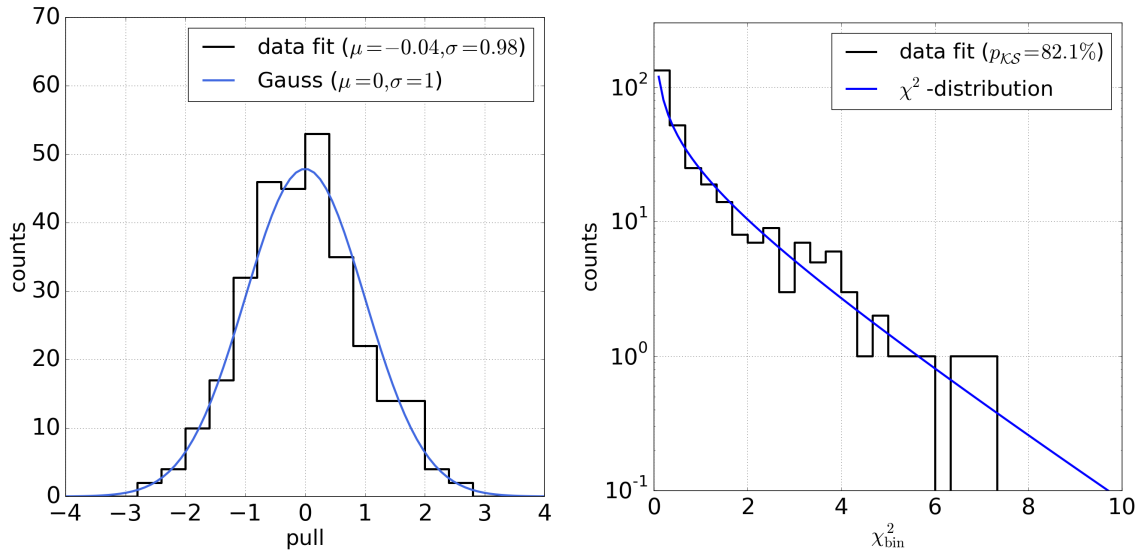 70
60
50
40
30
20
10
0
counts
−4 −3 −2 −1 0 1 2 3 4
pull
data fit (μ=−0.04,σ=0.98)
Gauss (μ=0,σ=1)
10²
10¹
10⁰
10⁻¹
counts
0 2 4 6 8 10
χ²bin
data fit (p𝒦𝒮=82.1%)
χ² -distribution